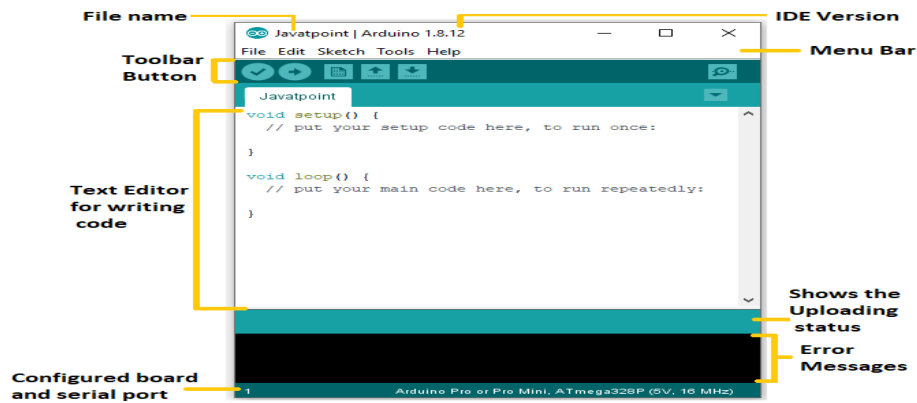 File name
IDE Version
Javatpoint | Arduino 1.8.12
File Edit Sketch Tools Help
Menu Bar
Toolbar
Button
Javatpoint
void setup() {
// put your setup code here, to run once:
}
void loop() {
// put your main code here, to run repeatedly:
}
Text Editor
for writing
code
Shows the
Uploading
status
Error
Messages
Configured board
and serial port
1
Arduino Pro or Pro Mini, ATmega328P (5V, 16 MHz)